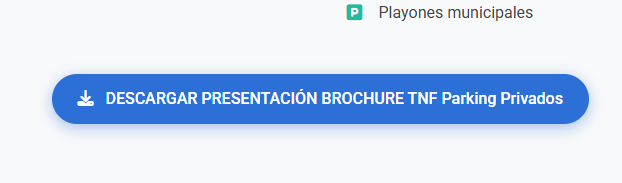 P Playones municipales
DESCARGAR PRESENTACIÓN BROCHURE TNF Parking Privados